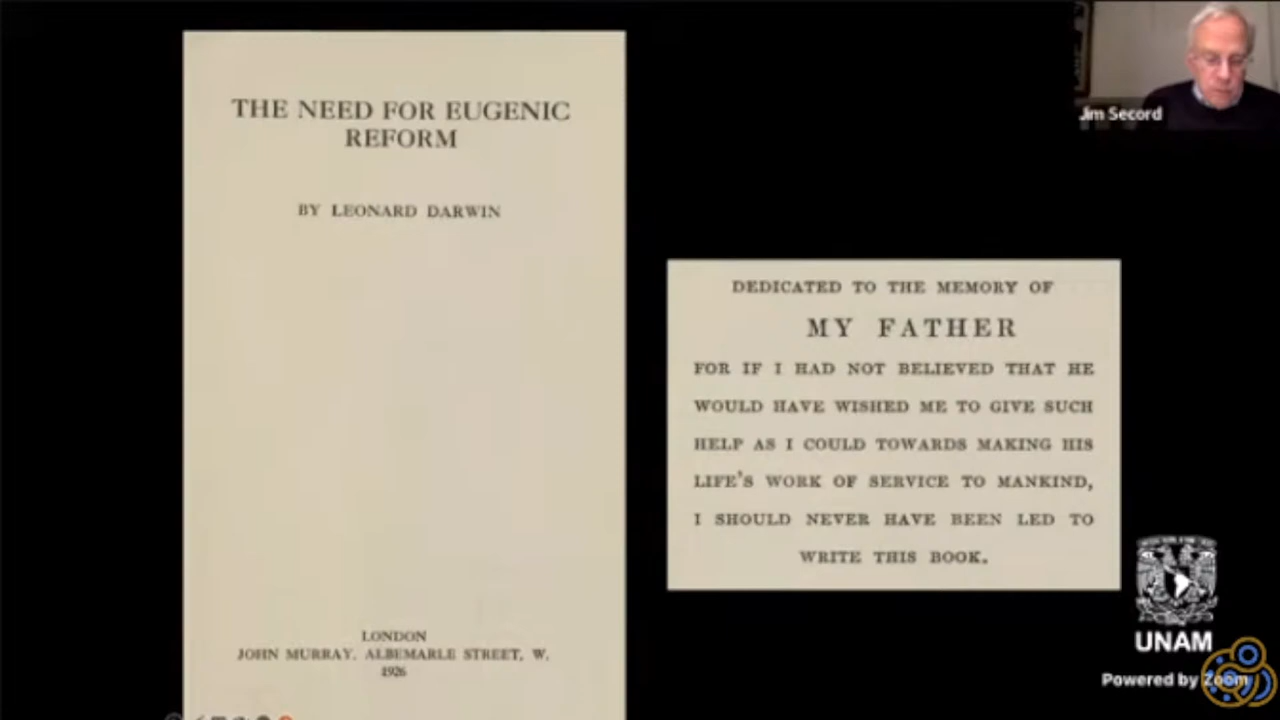 THE NEED FOR EUGENIC
REFORM
BY LEONARD DARWIN
LONDON
JOHN MURRAY, ALBEMARLE STREET, W.
1926
DEDICATED TO THE MEMORY OF
MY FATHER
FOR IF I HAD NOT BELIEVED THAT HE
WOULD HAVE WISHED ME TO GIVE SUCH
HELP AS I COULD TOWARDS MAKING HIS
LIFE'S WORK OF SERVICE TO MANKIND,
I SHOULD NEVER HAVE BEEN LED TO
WRITE THIS BOOK.
Jim Secord
UNAM
Powered by Zoom